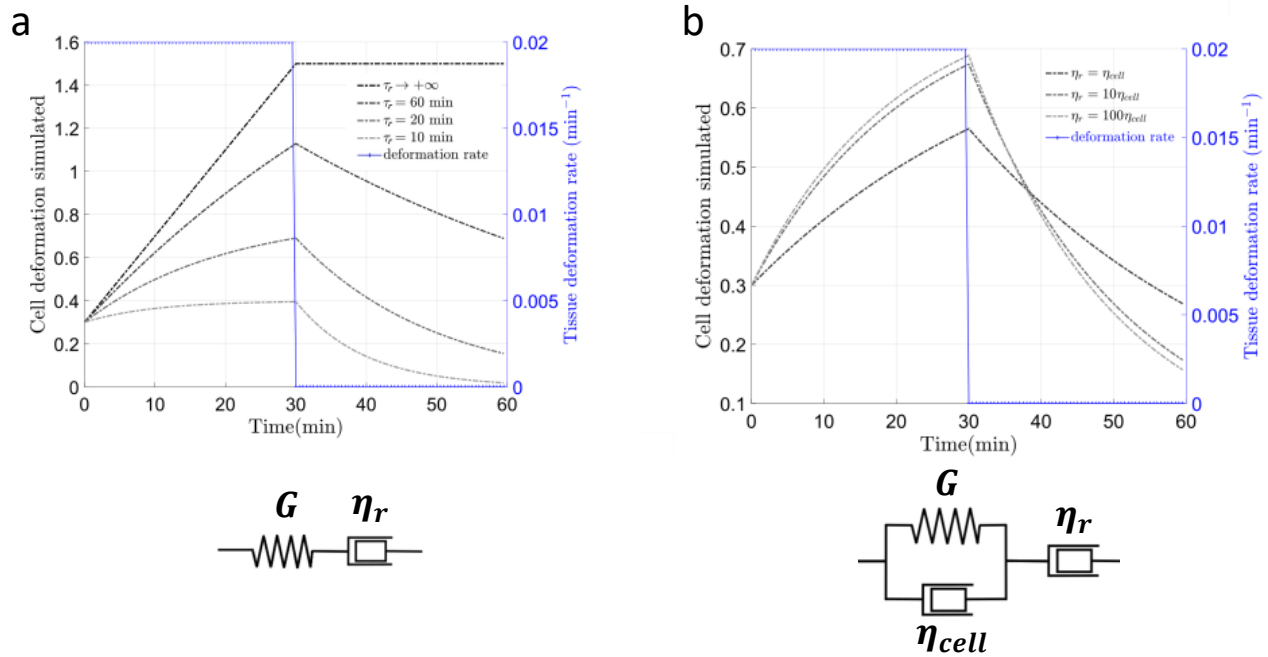 a
Cell deformation simulated
1.6
1.4
1.2
1
0.8
0.6
0.4
0.2
0
0 10 20 30 40 50 60
Time(min)
0.02
0.015
0.01
0.005
0
Tissue deformation rate (min⁻¹)
τᵣ → +∞
τᵣ = 60 min
τᵣ = 20 min
τᵣ = 10 min
deformation rate
G ηᵣ
b
Cell deformation simulated
0.7
0.6
0.5
0.4
0.3
0.2
0.1
0 10 20 30 40 50 60
Time(min)
0.02
0.015
0.01
0.005
0
Tissue deformation rate (min⁻¹)
ηᵣ = η_cell
ηᵣ = 10η_cell
ηᵣ = 100η_cell
deformation rate
G
ηᵣ
η_cell